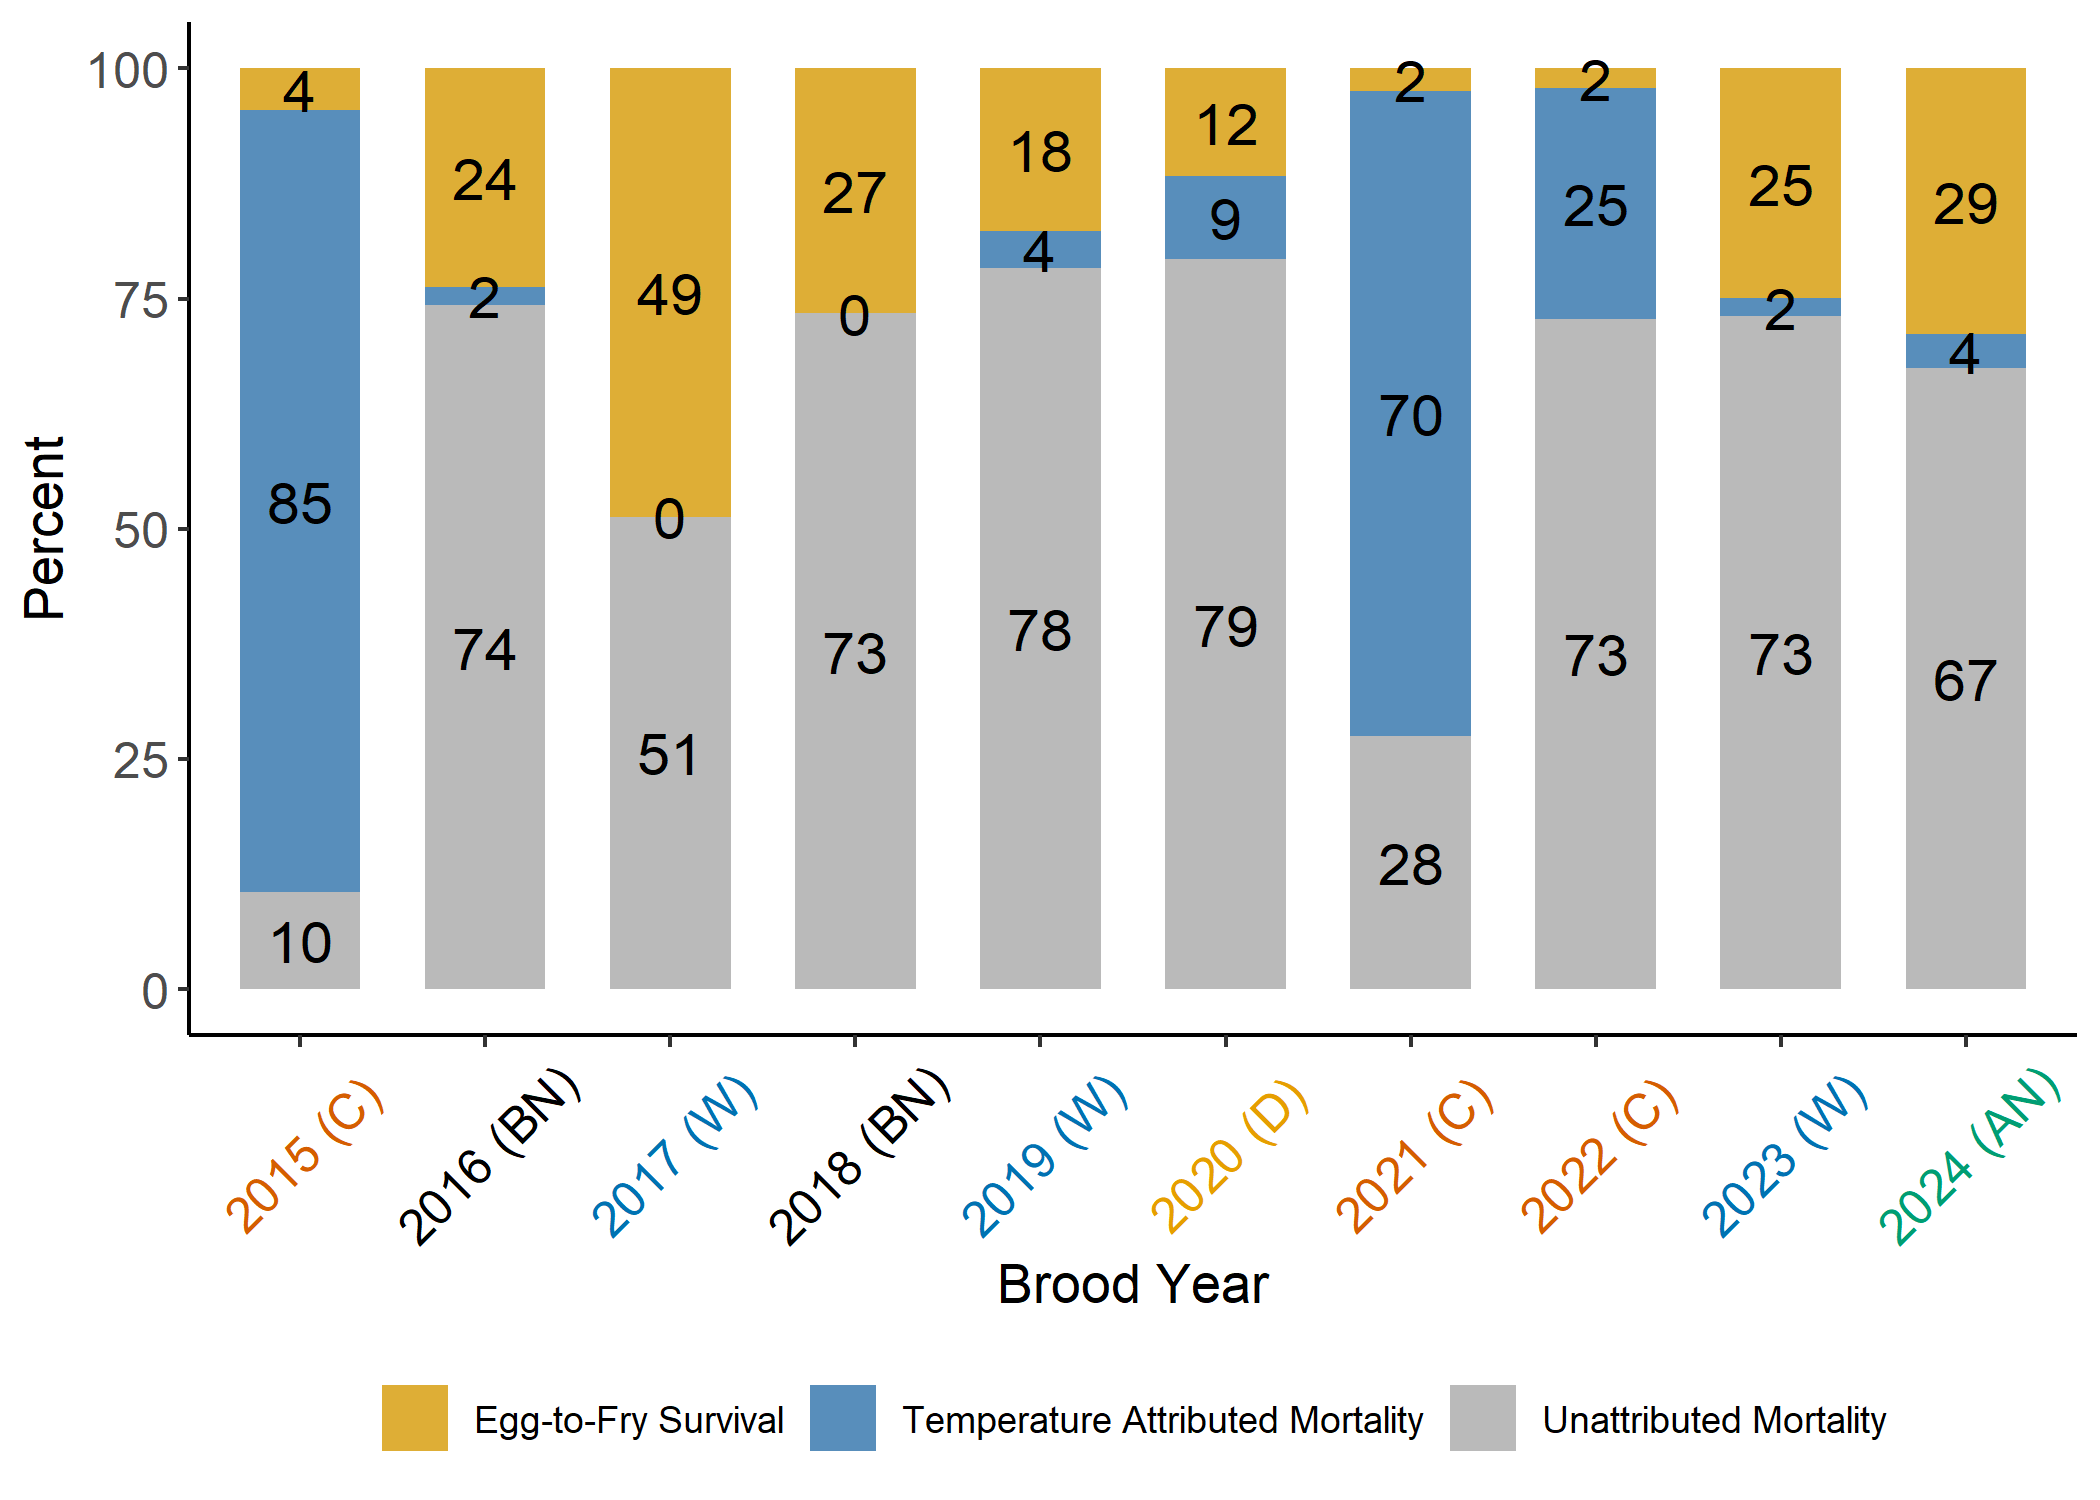 Percent
100
75
50
25
0
4
85
10
24
2
74
49
0
51
27
0
73
18
4
78
12
9
79
2
70
28
2
25
73
25
2
73
29
4
67
2015 (C)
2016 (BN)
2017 (W)
2018 (BN)
2019 (W)
2020 (D)
2021 (C)
2022 (C)
2023 (W)
2024 (AN)
Brood Year
Egg-to-Fry Survival
Temperature Attributed Mortality
Unattributed Mortality